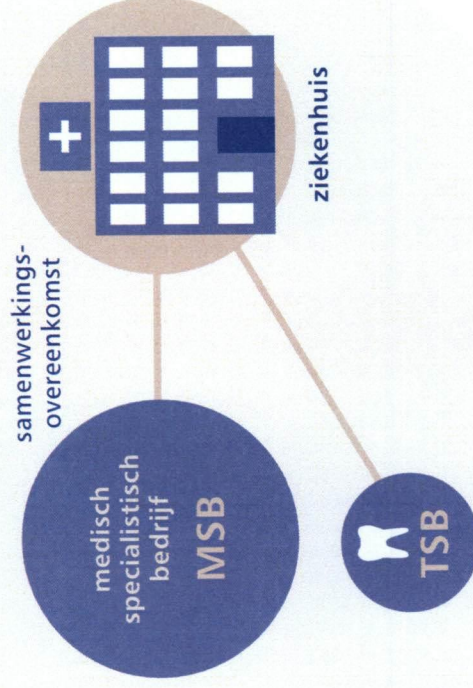 samenwerkings-
overeenkomst
medisch
specialistisch
bedrijf
MSB
ziekenhuis
TSB